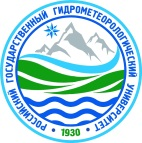 РОССИЙСКИЙ ГОСУДАРСТВЕННЫЙ ГИДРОМЕТЕОРОЛОГИЧЕСКИЙ УНИВЕРСИТЕТ
• 1930 •